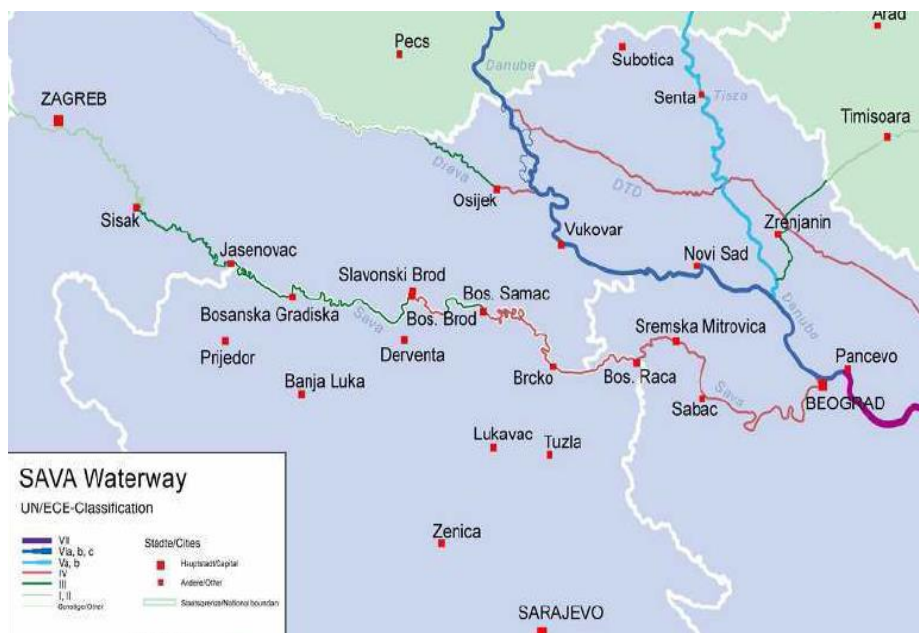 Arad
Pecs
Danube
Subotica
ZAGREB
Senta
Tisza
Timisoara
Drava
DTD
Osijek
Sisak
Zrenjanin
Vukovar
Jasenovac
Novi Sad
Slavonski Brod
Bos. Samac
Danube
Bosanska Gradiska
Sava
Bos. Brod
Sremska Mitrovica
Pancevo
Prijedor
Derventa
Brcko
Bos. Raca
Banja Luka
Sabac
Sava
BEOGRAD
Lukavac
Tuzla
SAVA Waterway
UN/ECE-Classification
VII
VIa, b, c
Va, b
IV
III
I, II
Sonstige/Other
Städte/Cities
Hauptstadt/Capital
Andere/Other
Staatsgrenze/National boundan
Zenica
SARAJEVO